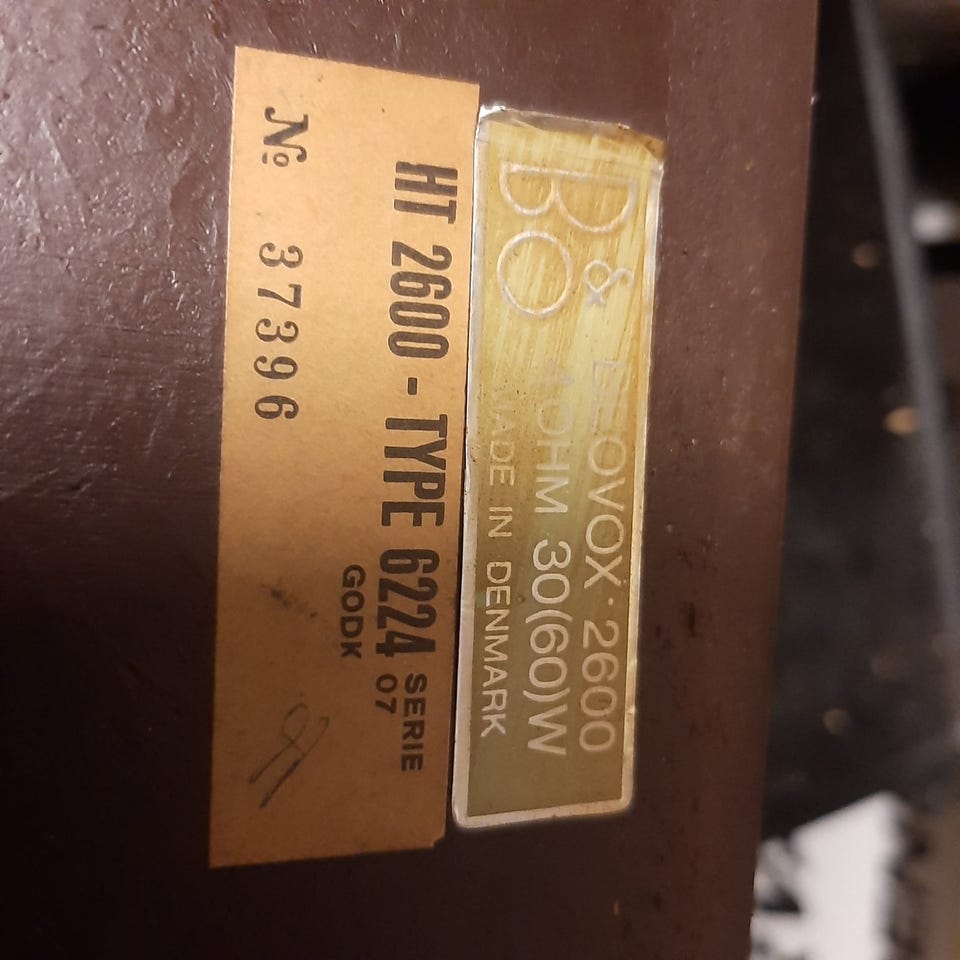 B&O
BEOVOX·2600
4 OHM 30(60)W
MADE IN DENMARK
HT 2600 - TYPE 6224 SERIE 07
GODK
№ 37396